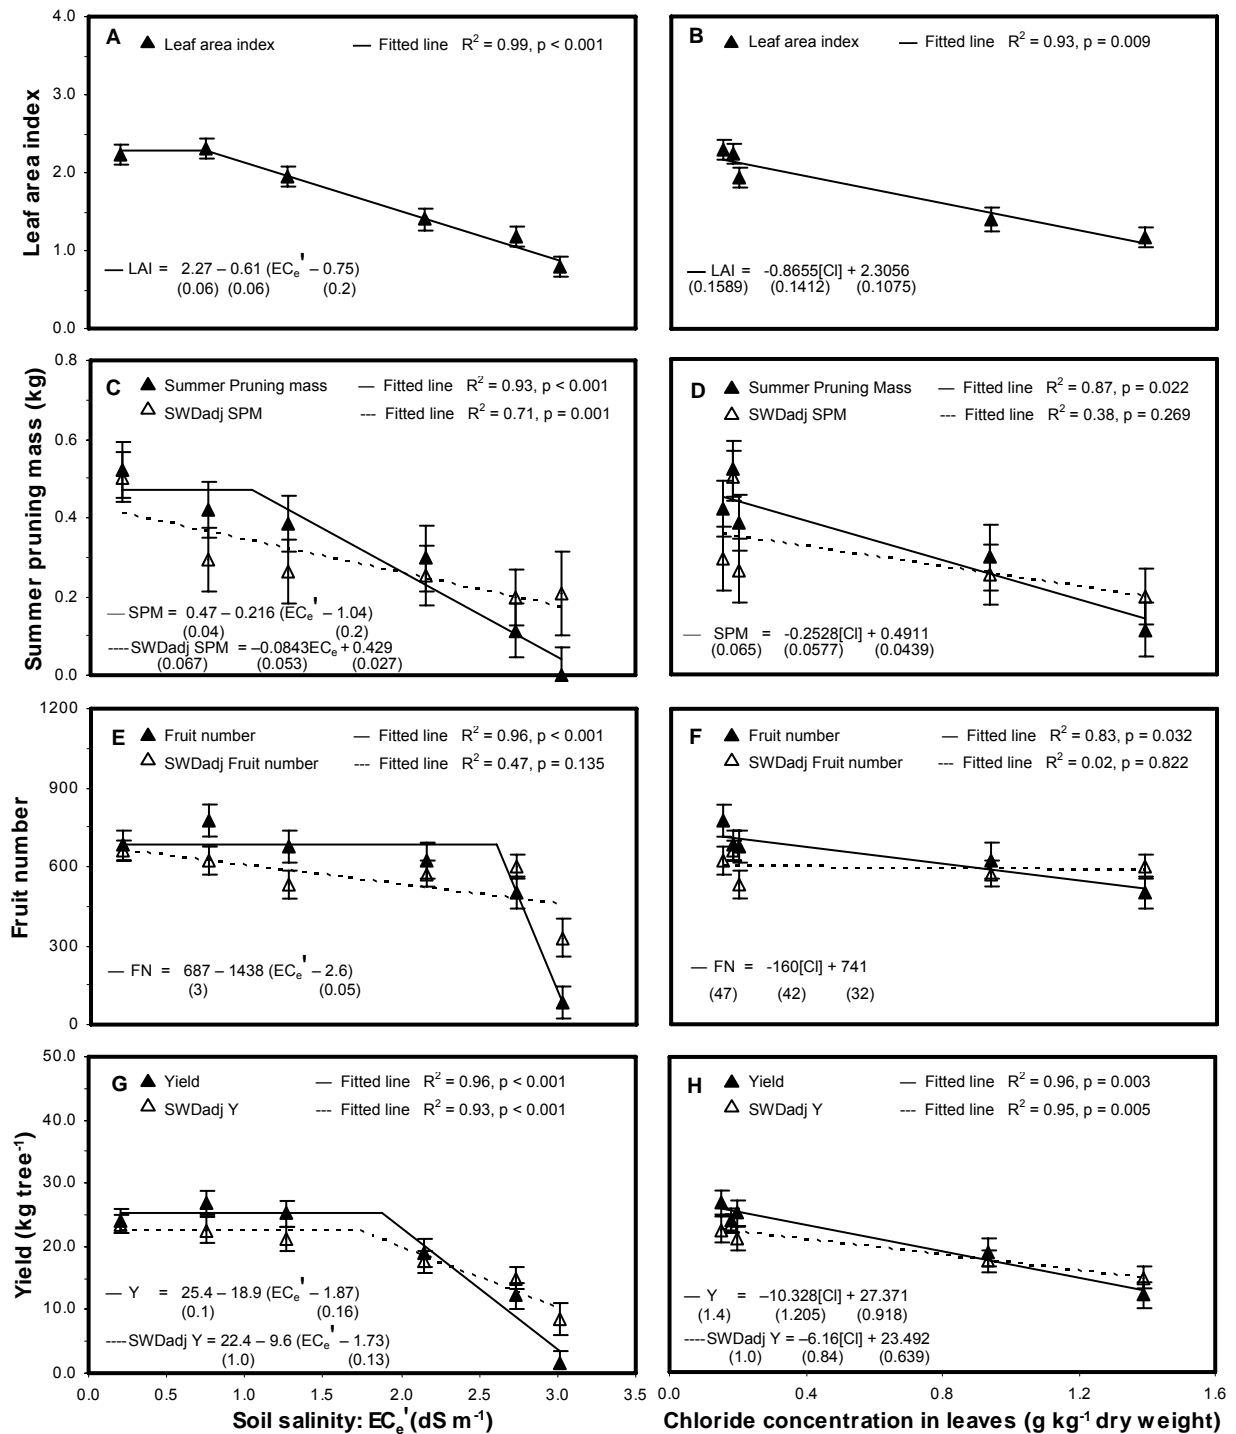 A ▲ Leaf area index — Fitted line R² = 0.99, p < 0.001
4.0
3.0
2.0
1.0
0.0
Leaf area index
— LAI = 2.27 – 0.61 (ECe' – 0.75)
(0.06) (0.06) (0.2)
B ▲ Leaf area index — Fitted line R² = 0.93, p = 0.009
— LAI = -0.8655[Cl] + 2.3056
(0.1589) (0.1412) (0.1075)
C ▲ Summer Pruning mass — Fitted line R² = 0.93, p < 0.001
△ SWDadj SPM --- Fitted line R² = 0.71, p = 0.001
0.8
0.6
0.4
0.2
0.0
Summer pruning mass (kg)
— SPM = 0.47 – 0.216 (ECe' – 1.04)
(0.04) (0.2)
----SWDadj SPM = –0.0843ECe + 0.429
(0.067) (0.053) (0.027)
D ▲ Summer Pruning Mass — Fitted line R² = 0.87, p = 0.022
△ SWDadj SPM --- Fitted line R² = 0.38, p = 0.269
— SPM = -0.2528[Cl] + 0.4911
(0.065) (0.0577) (0.0439)
E ▲ Fruit number — Fitted line R² = 0.96, p < 0.001
△ SWDadj Fruit number --- Fitted line R² = 0.47, p = 0.135
1200
900
600
300
0
Fruit number
— FN = 687 – 1438 (ECe' – 2.6)
(3) (0.05)
F ▲ Fruit number — Fitted line R² = 0.83, p = 0.032
△ SWDadj Fruit number --- Fitted line R² = 0.02, p = 0.822
— FN = -160[Cl] + 741
(47) (42) (32)
G ▲ Yield — Fitted line R² = 0.96, p < 0.001
△ SWDadj Y --- Fitted line R² = 0.93, p < 0.001
50.0
40.0
30.0
20.0
10.0
0.0
Yield (kg tree⁻¹)
— Y = 25.4 – 18.9 (ECe' – 1.87)
(0.1) (0.16)
----SWDadj Y = 22.4 – 9.6 (ECe' – 1.73)
(1.0) (0.13)
0.0 0.5 1.0 1.5 2.0 2.5 3.0 3.5
Soil salinity: ECe' (dS m⁻¹)
H ▲ Yield — Fitted line R² = 0.96, p = 0.003
△ SWDadj Y --- Fitted line R² = 0.95, p = 0.005
— Y = –10.328[Cl] + 27.371
(1.4) (1.205) (0.918)
----SWDadj Y = –6.16[Cl] + 23.492
(1.0) (0.84) (0.639)
0.0 0.4 0.8 1.2 1.6
Chloride concentration in leaves (g kg⁻¹ dry weight)